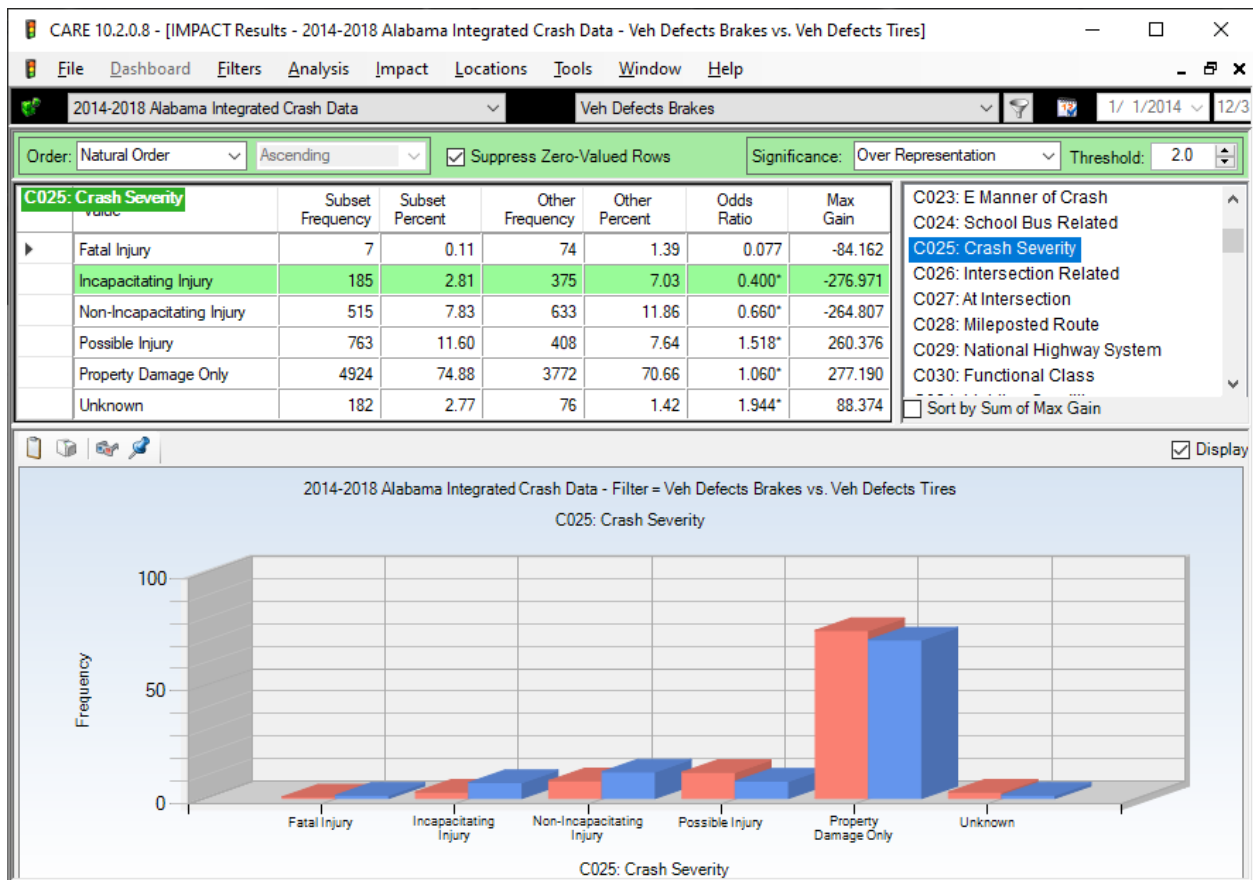 CARE 10.2.0.8 - [IMPACT Results - 2014-2018 Alabama Integrated Crash Data - Veh Defects Brakes vs. Veh Defects Tires]
File Dashboard Filters Analysis Impact Locations Tools Window Help
2014-2018 Alabama Integrated Crash Data Veh Defects Brakes 1/ 1/2014 12/3
Order: Natural Order Ascending Suppress Zero-Valued Rows Significance: Over Representation Threshold: 2.0
C025: Crash Severity Subset Frequency Subset Percent Other Frequency Other Percent Odds Ratio Max Gain
Fatal Injury 7 0.11 74 1.39 0.077 -84.162
Incapacitating Injury 185 2.81 375 7.03 0.400* -276.971
Non-Incapacitating Injury 515 7.83 633 11.86 0.660* -264.807
Possible Injury 763 11.60 408 7.64 1.518* 260.376
Property Damage Only 4924 74.88 3772 70.66 1.060* 277.190
Unknown 182 2.77 76 1.42 1.944* 88.374
C023: E Manner of Crash
C024: School Bus Related
C025: Crash Severity
C026: Intersection Related
C027: At Intersection
C028: Mileposted Route
C029: National Highway System
C030: Functional Class
Sort by Sum of Max Gain
Display
2014-2018 Alabama Integrated Crash Data - Filter = Veh Defects Brakes vs. Veh Defects Tires
C025: Crash Severity
100
50
0
Frequency
Fatal Injury
Incapacitating
Injury
Non-Incapacitating
Injury
Possible Injury
Property
Damage Only
Unknown
C025: Crash Severity